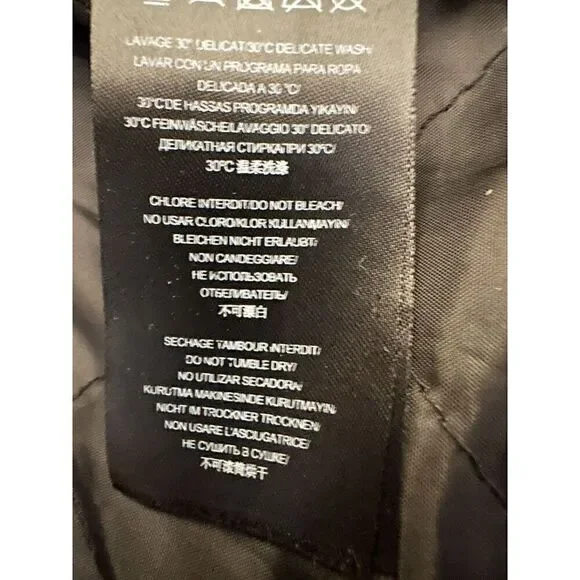 LAVAGE 30° DELICAT/30°C DELICATE WASH/
LAVAR CON UN PROGRAMA PARA ROPA
DELICADA A 30 °C/
30°C'DE HASSAS PROGRAMDA YIKAYIN/
30°C FEINWÄSCHE/LAVAGGIO 30° DELICATO/
ДЕЛИКАТНАЯ СТИРКА ПРИ 30°C/
30°C 温柔洗涤
CHLORE INTERDIT/DO NOT BLEACH/
NO USAR CLORO/KLOR KULLANMAYIN/
BLEICHEN NICHT ERLAUBT/
NON CANDEGGIARE/
НЕ ИСПОЛЬЗОВАТЬ
ОТБЕЛИВАТЕЛЬ/
不可漂白
SECHAGE TAMBOUR INTERDIT/
DO NOT TUMBLE DRY/
NO UTILIZAR SECADORA/
KURUTMA MAKINESINDE KURUTMAYIN/
NICHT IM TROCKNER TROCKNEN/
NON USARE L'ASCIUGATRICE/
НЕ СУШИТЬ В СУШКЕ/
不可滚筒烘干